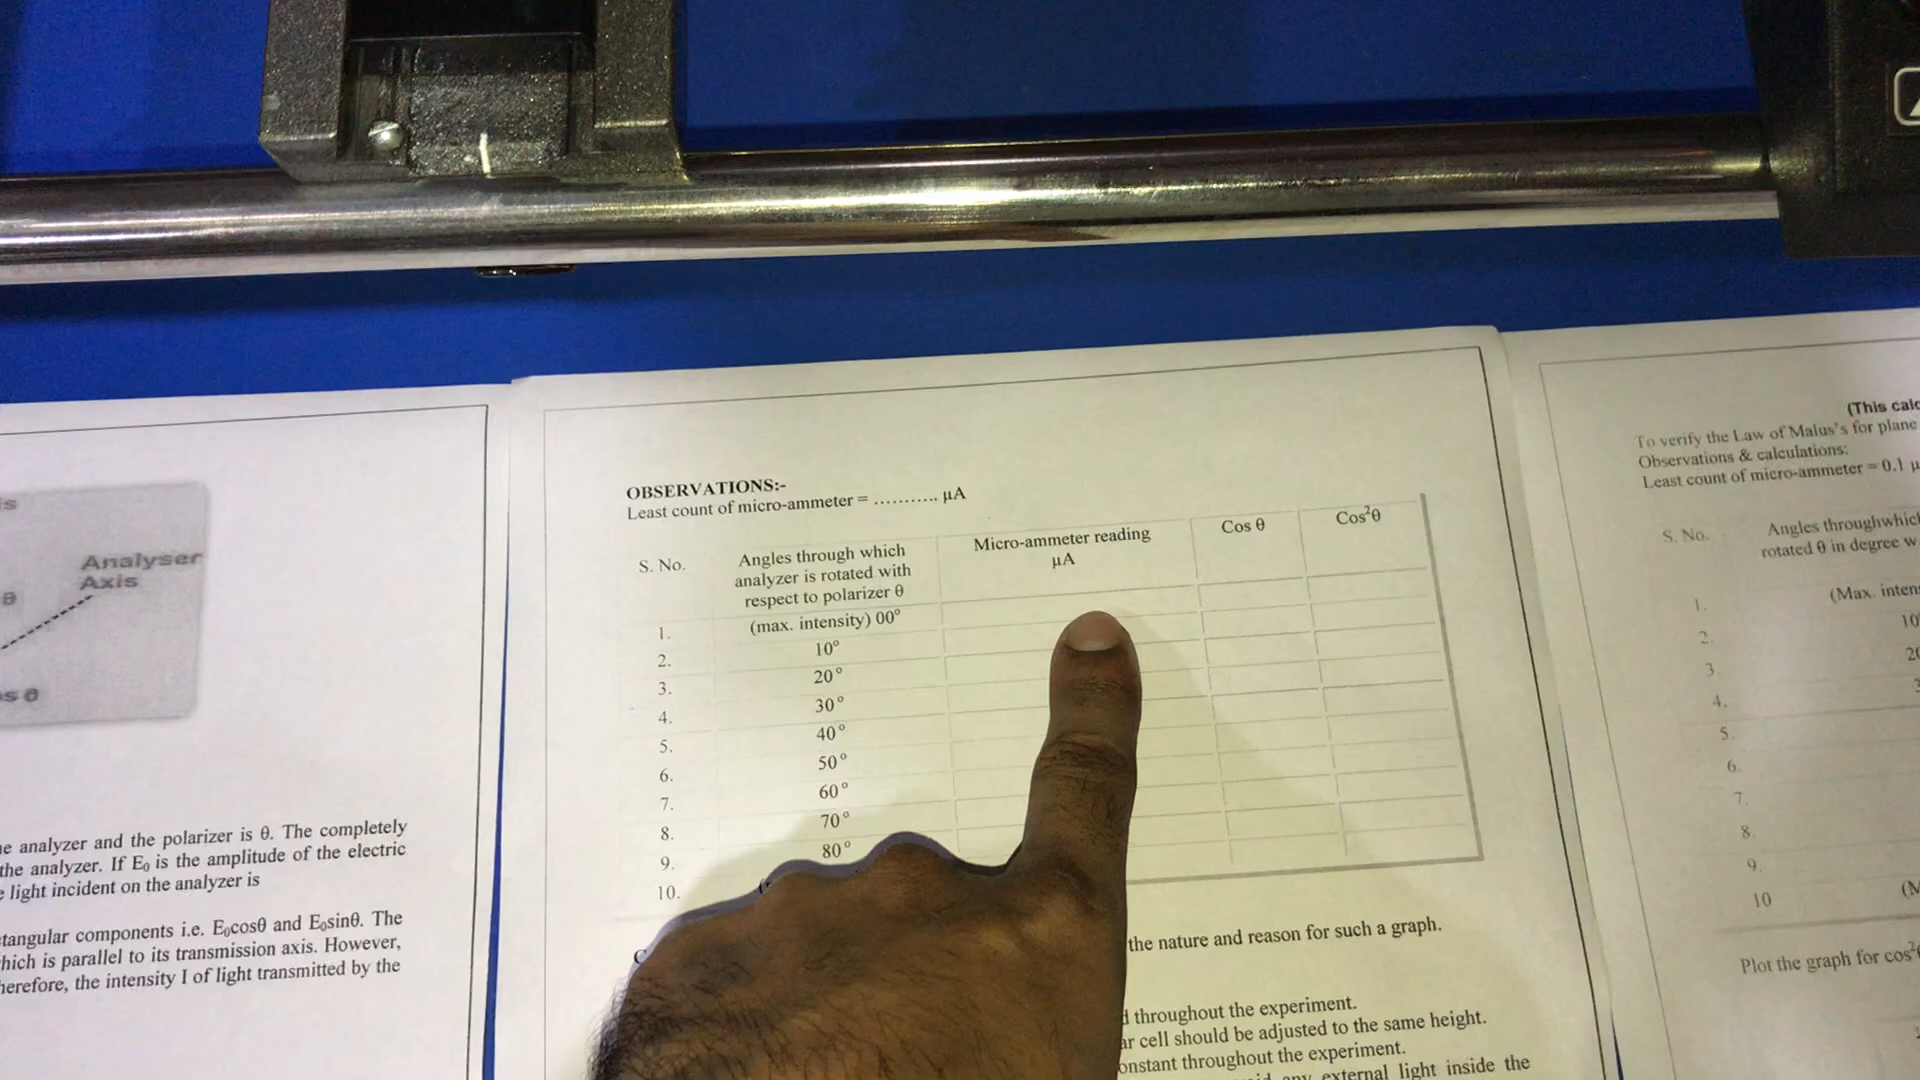 Analyser
Axis
θ
s θ
e analyzer and the polarizer is θ. The completely
the analyzer. If E₀ is the amplitude of the electric
light incident on the analyzer is
tangular components i.e. E₀cosθ and E₀sinθ. The
hich is parallel to its transmission axis. However,
herefore, the intensity I of light transmitted by the
OBSERVATIONS:-
Least count of micro-ammeter = ........... μA
S. No. Angles through which analyzer is rotated with respect to polarizer θ Micro-ammeter reading μA Cos θ Cos²θ
1. (max. intensity) 00°
2. 10°
3. 20°
4. 30°
5. 40°
6. 50°
7. 60°
8. 70°
9. 80°
10.
the nature and reason for such a graph.
throughout the experiment.
ar cell should be adjusted to the same height.
onstant throughout the experiment.
any external light inside the
(This calc
To verify the Law of Malus's for plane
Observations & calculations:
Least count of micro-ammeter = 0.1 μ
S. No. Angles throughwhich
rotated θ in degree w
1. (Max. inten
2. 10
3. 20
4. 3
5.
6.
7.
8.
9.
10 (M
Plot the graph for cos²